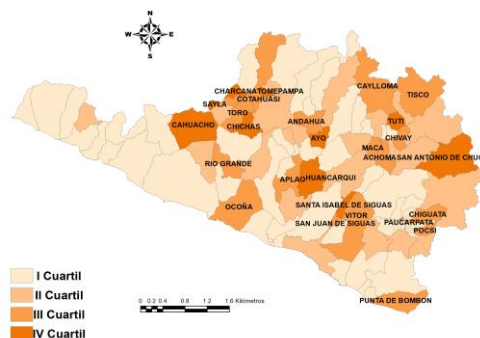 N
W E
S
CAYLLOMA
TISCO
CHARCANA TOMEPAMPA
COTAHUASI
SAYLA
TORO
CAHUACHO
CHICHAS
ANDAHUA
AYO
TUTI
CHIVAY
MACA
ACHOMA SAN ANTONIO DE CHUC
RIO GRANDE
APLAO HUANCARQUI
OCOÑA
SANTA ISABEL DE SIGUAS
VITOR
SAN JUAN DE SIGUAS
CHIGUATA
PAUCARPATA
POCSI
PUNTA DE BOMBON
I Cuartil
II Cuartil
III Cuartil
IV Cuartil
0 0.2 0.4 0.8 1.2 1.6 Kilómetros